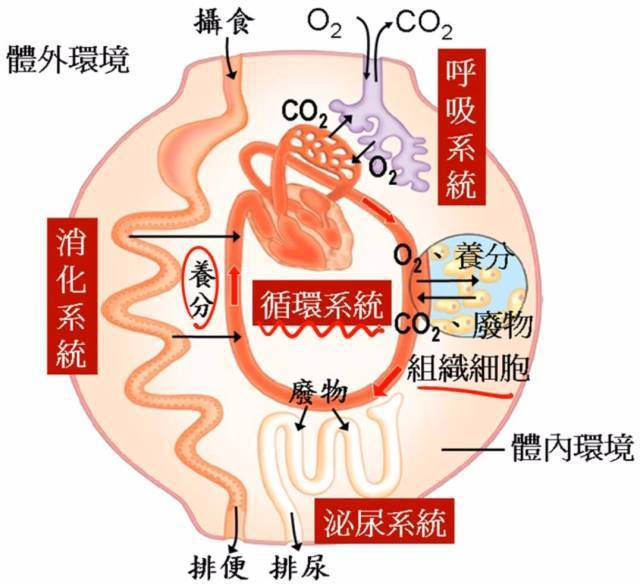 攝食
O₂
CO₂
體外環境
呼吸系統
CO₂
O₂
消化系統
養分
循環系統
O₂、養分
CO₂、廢物
組織細胞
廢物
體內環境
泌尿系統
排便
排尿